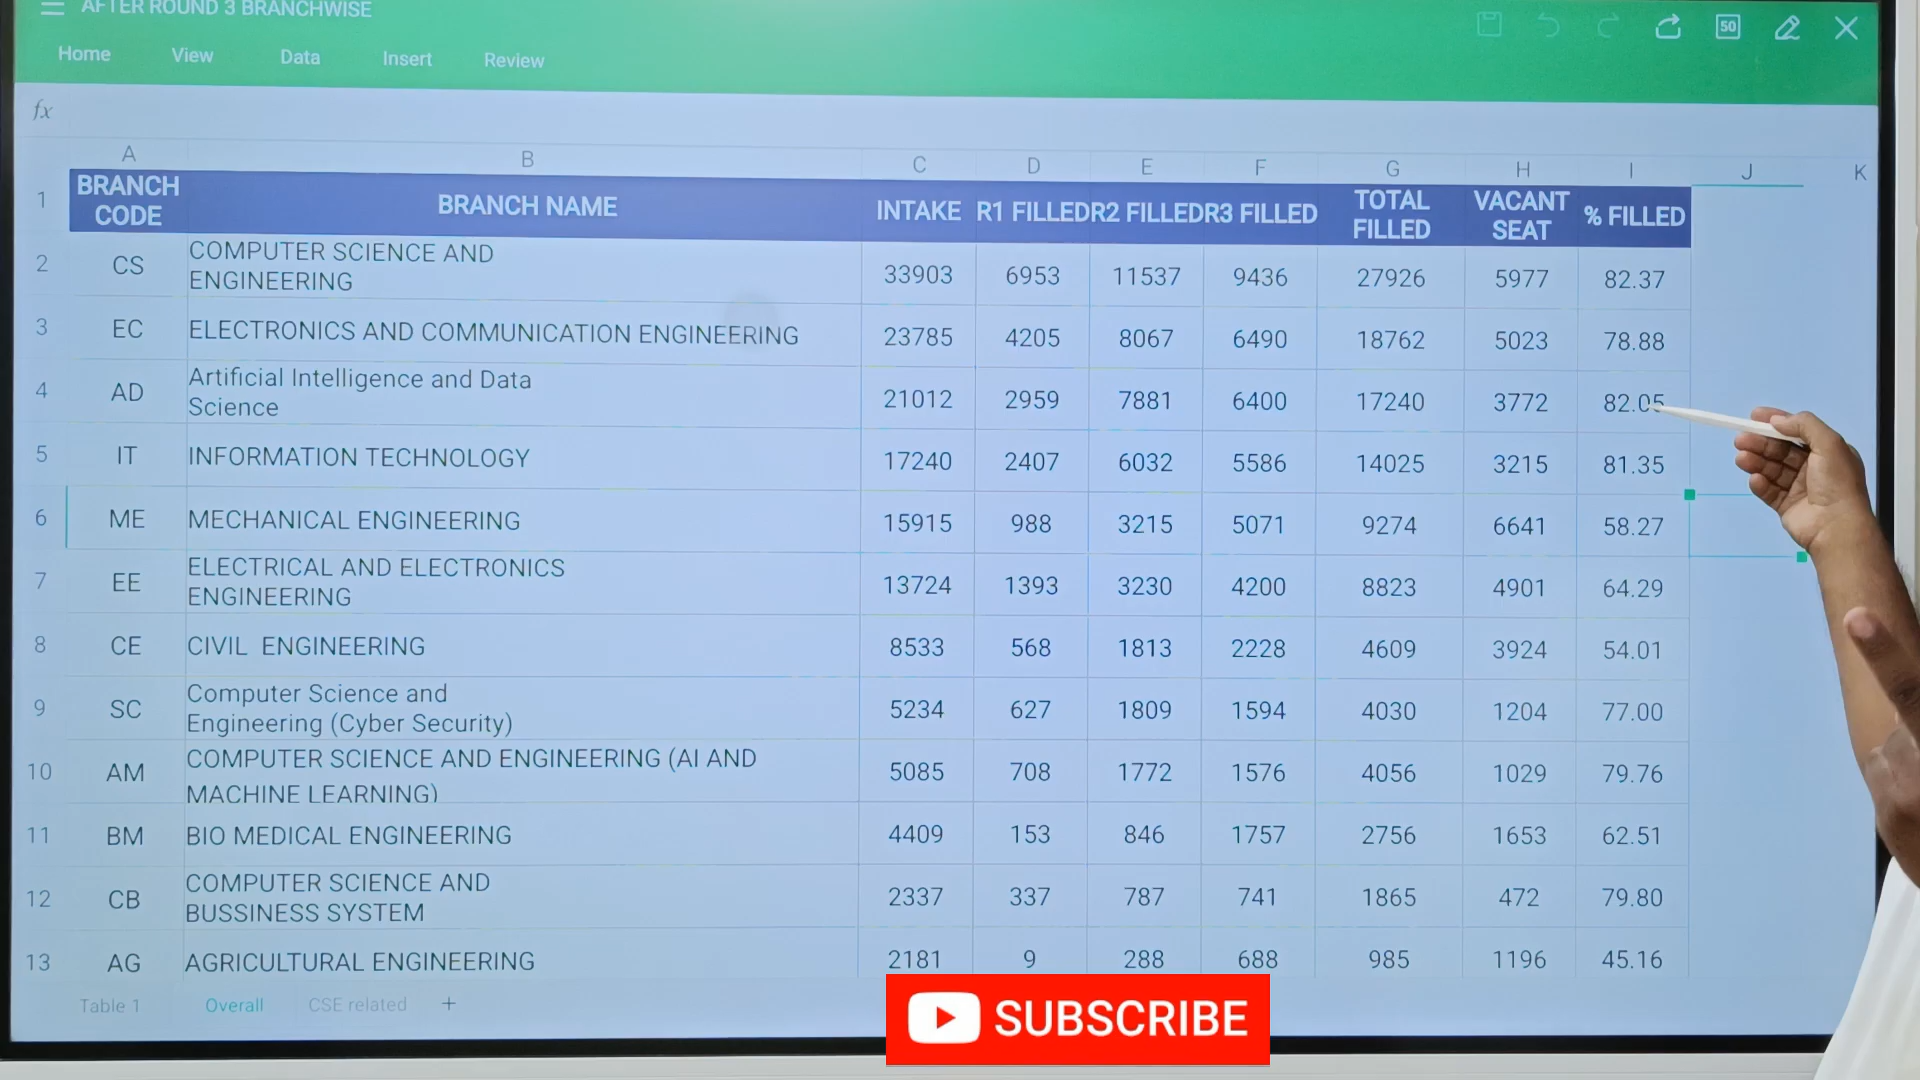 AFTER ROUND 3 BRANCHWISE
50
Home View Data Insert Review
fx
A B C D E F G H I J K
1 BRANCH CODE BRANCH NAME INTAKE R1 FILLED R2 FILLED R3 FILLED TOTAL FILLED VACANT SEAT % FILLED
2 CS COMPUTER SCIENCE AND ENGINEERING 33903 6953 11537 9436 27926 5977 82.37
3 EC ELECTRONICS AND COMMUNICATION ENGINEERING 23785 4205 8067 6490 18762 5023 78.88
4 AD Artificial Intelligence and Data Science 21012 2959 7881 6400 17240 3772 82.05
5 IT INFORMATION TECHNOLOGY 17240 2407 6032 5586 14025 3215 81.35
6 ME MECHANICAL ENGINEERING 15915 988 3215 5071 9274 6641 58.27
7 EE ELECTRICAL AND ELECTRONICS ENGINEERING 13724 1393 3230 4200 8823 4901 64.29
8 CE CIVIL ENGINEERING 8533 568 1813 2228 4609 3924 54.01
9 SC Computer Science and Engineering (Cyber Security) 5234 627 1809 1594 4030 1204 77.00
10 AM COMPUTER SCIENCE AND ENGINEERING (AI AND MACHINE LEARNING) 5085 708 1772 1576 4056 1029 79.76
11 BM BIO MEDICAL ENGINEERING 4409 153 846 1757 2756 1653 62.51
12 CB COMPUTER SCIENCE AND BUSSINESS SYSTEM 2337 337 787 741 1865 472 79.80
13 AG AGRICULTURAL ENGINEERING 2181 9 288 688 985 1196 45.16
Table 1 Overall CSE related +
SUBSCRIBE